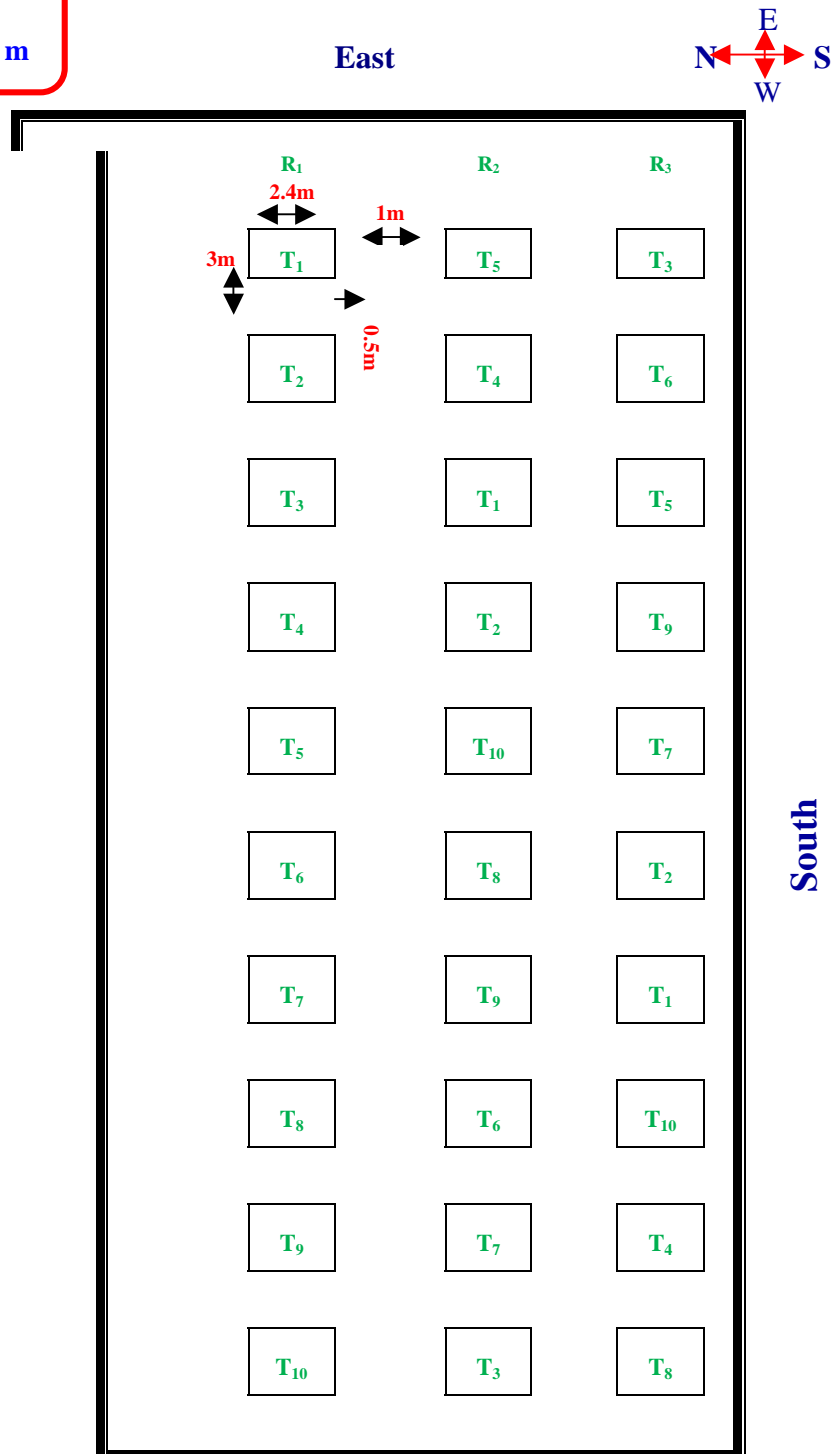 E
m East N S
W
R₁ R₂ R₃
2.4m
1m
3m T₁ T₅ T₃
0.5m
T₂ T₄ T₆
T₃ T₁ T₅
T₄ T₂ T₉
T₅ T₁₀ T₇
South
T₆ T₈ T₂
T₇ T₉ T₁
T₈ T₆ T₁₀
T₉ T₇ T₄
T₁₀ T₃ T₈